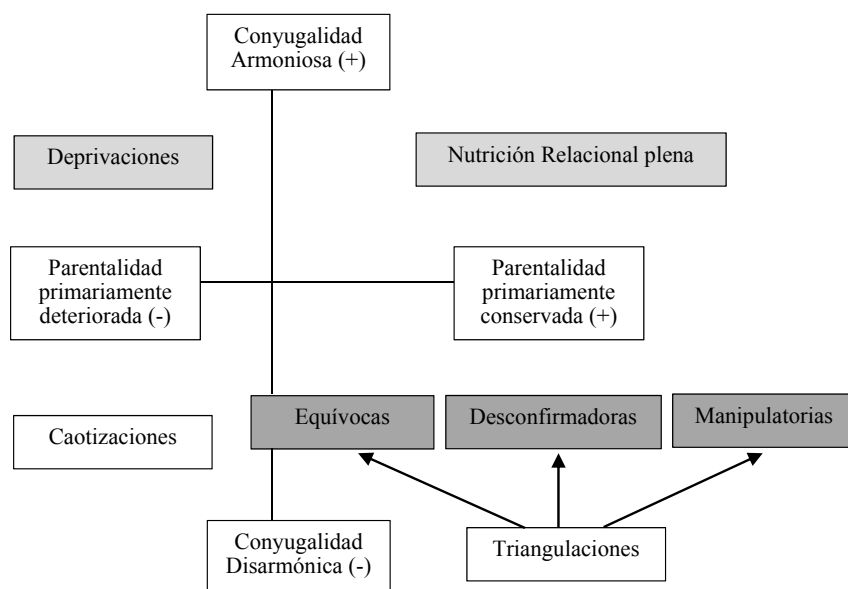 Conyugalidad
Armoniosa (+)
Deprivaciones
Nutrición Relacional plena
Parentalidad
primariamente
deteriorada (-)
Parentalidad
primariamente
conservada (+)
Caotizaciones
Equívocas
Desconfirmadoras
Manipulatorias
Conyugalidad
Disarmónica (-)
Triangulaciones